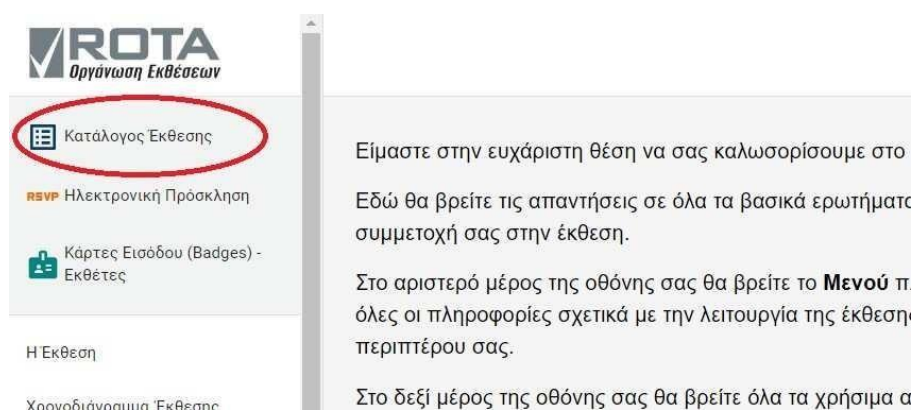 ROTA
Οργάνωση Εκθέσεων
Κατάλογος Έκθεσης
RSVP Ηλεκτρονική Πρόσκληση
Κάρτες Εισόδου (Badges) -
Εκθέτες
Η Έκθεση
Χρονοδιάγραμμα Έκθεσης
Είμαστε στην ευχάριστη θέση να σας καλωσορίσουμε στο
Εδώ θα βρείτε τις απαντήσεις σε όλα τα βασικά ερωτήματα
συμμετοχή σας στην έκθεση.
Στο αριστερό μέρος της οθόνης σας θα βρείτε το Μενού
όλες οι πληροφορίες σχετικά με την λειτουργία της έκθεσης
περιπτέρου σας.
Στο δεξί μέρος της οθόνης σας θα βρείτε όλα τα χρήσιμα